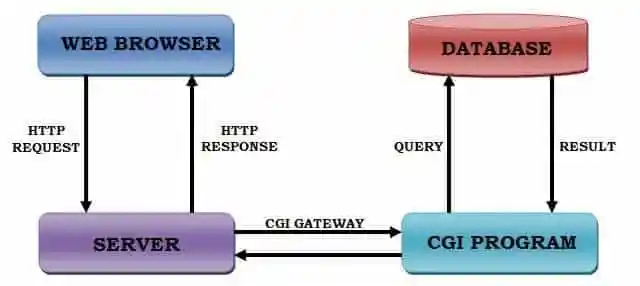 WEB BROWSER
DATABASE
HTTP
REQUEST
HTTP
RESPONSE
QUERY
RESULT
CGI GATEWAY
SERVER
CGI PROGRAM